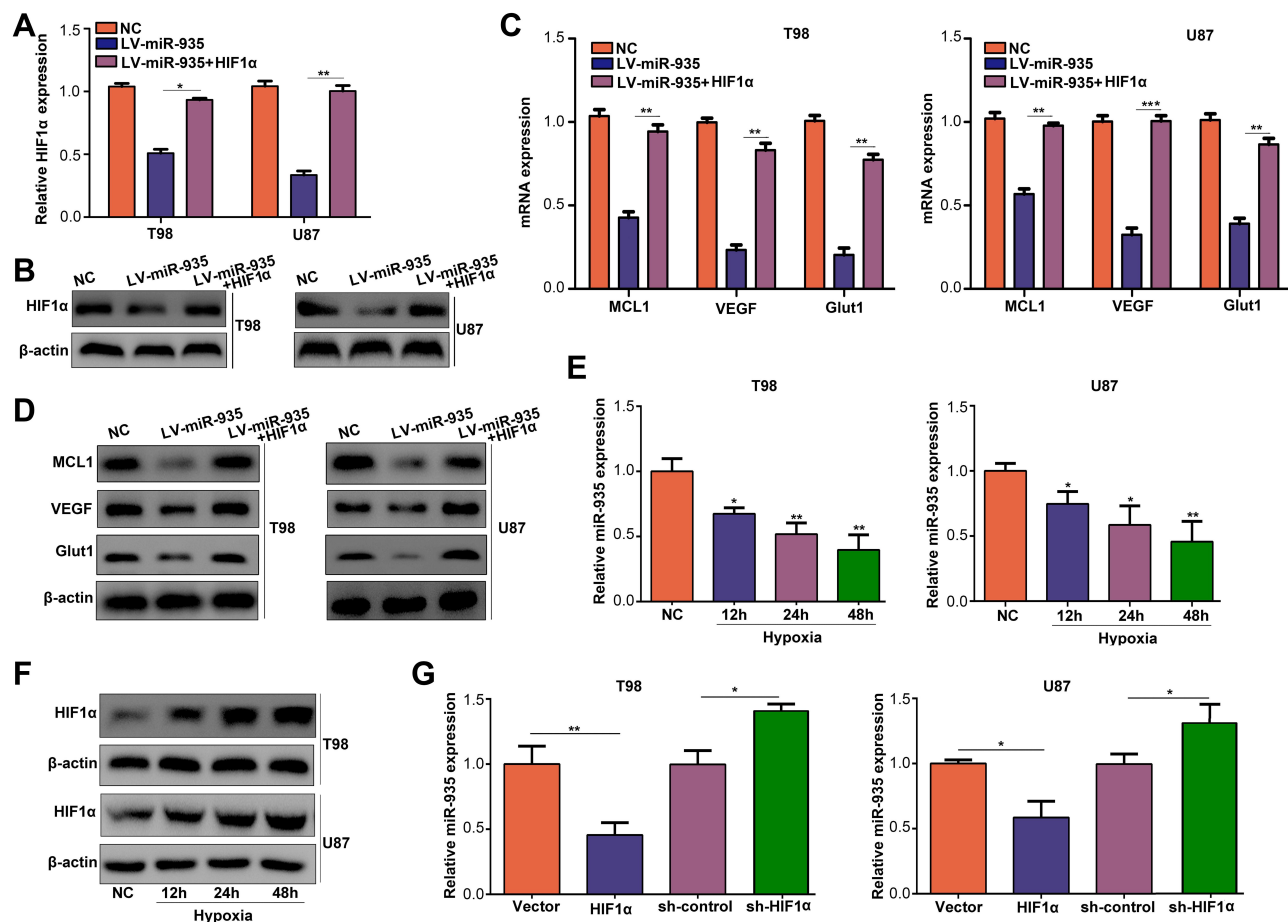 A
Relative HIF1α expression
1.5
1.0
0.5
0.0
NC
LV-miR-935
LV-miR-935+HIF1α
*
**
T98
U87
B
NC
LV-miR-935
LV-miR-935
+HIF1α
NC
LV-miR-935
LV-miR-935
+HIF1α
HIF1α
β-actin
T98
U87
C
T98
mRNA expression
1.5
1.0
0.5
0.0
NC
LV-miR-935
LV-miR-935+HIF1α
**
**
**
MCL1
VEGF
Glut1
U87
mRNA expression
1.5
1.0
0.5
0.0
NC
LV-miR-935
LV-miR-935+HIF1α
**
***
**
MCL1
VEGF
Glut1
D
NC
LV-miR-935
LV-miR-935
+HIF1α
NC
LV-miR-935
LV-miR-935
+HIF1α
MCL1
VEGF
Glut1
β-actin
T98
U87
E
T98
Relative miR-935 expression
1.5
1.0
0.5
0.0
*
**
**
NC
12h
24h
48h
Hypoxia
U87
Relative miR-935 expression
1.5
1.0
0.5
0.0
*
*
**
NC
12h
24h
48h
Hypoxia
F
HIF1α
β-actin
T98
HIF1α
β-actin
U87
NC
12h
24h
48h
Hypoxia
G
T98
Relative miR-935 expression
1.5
1.0
0.5
0.0
**
*
Vector
HIF1α
sh-control
sh-HIF1α
U87
Relative miR-935 expression
1.5
1.0
0.5
0.0
*
*
Vector
HIF1α
sh-control
sh-HIF1α